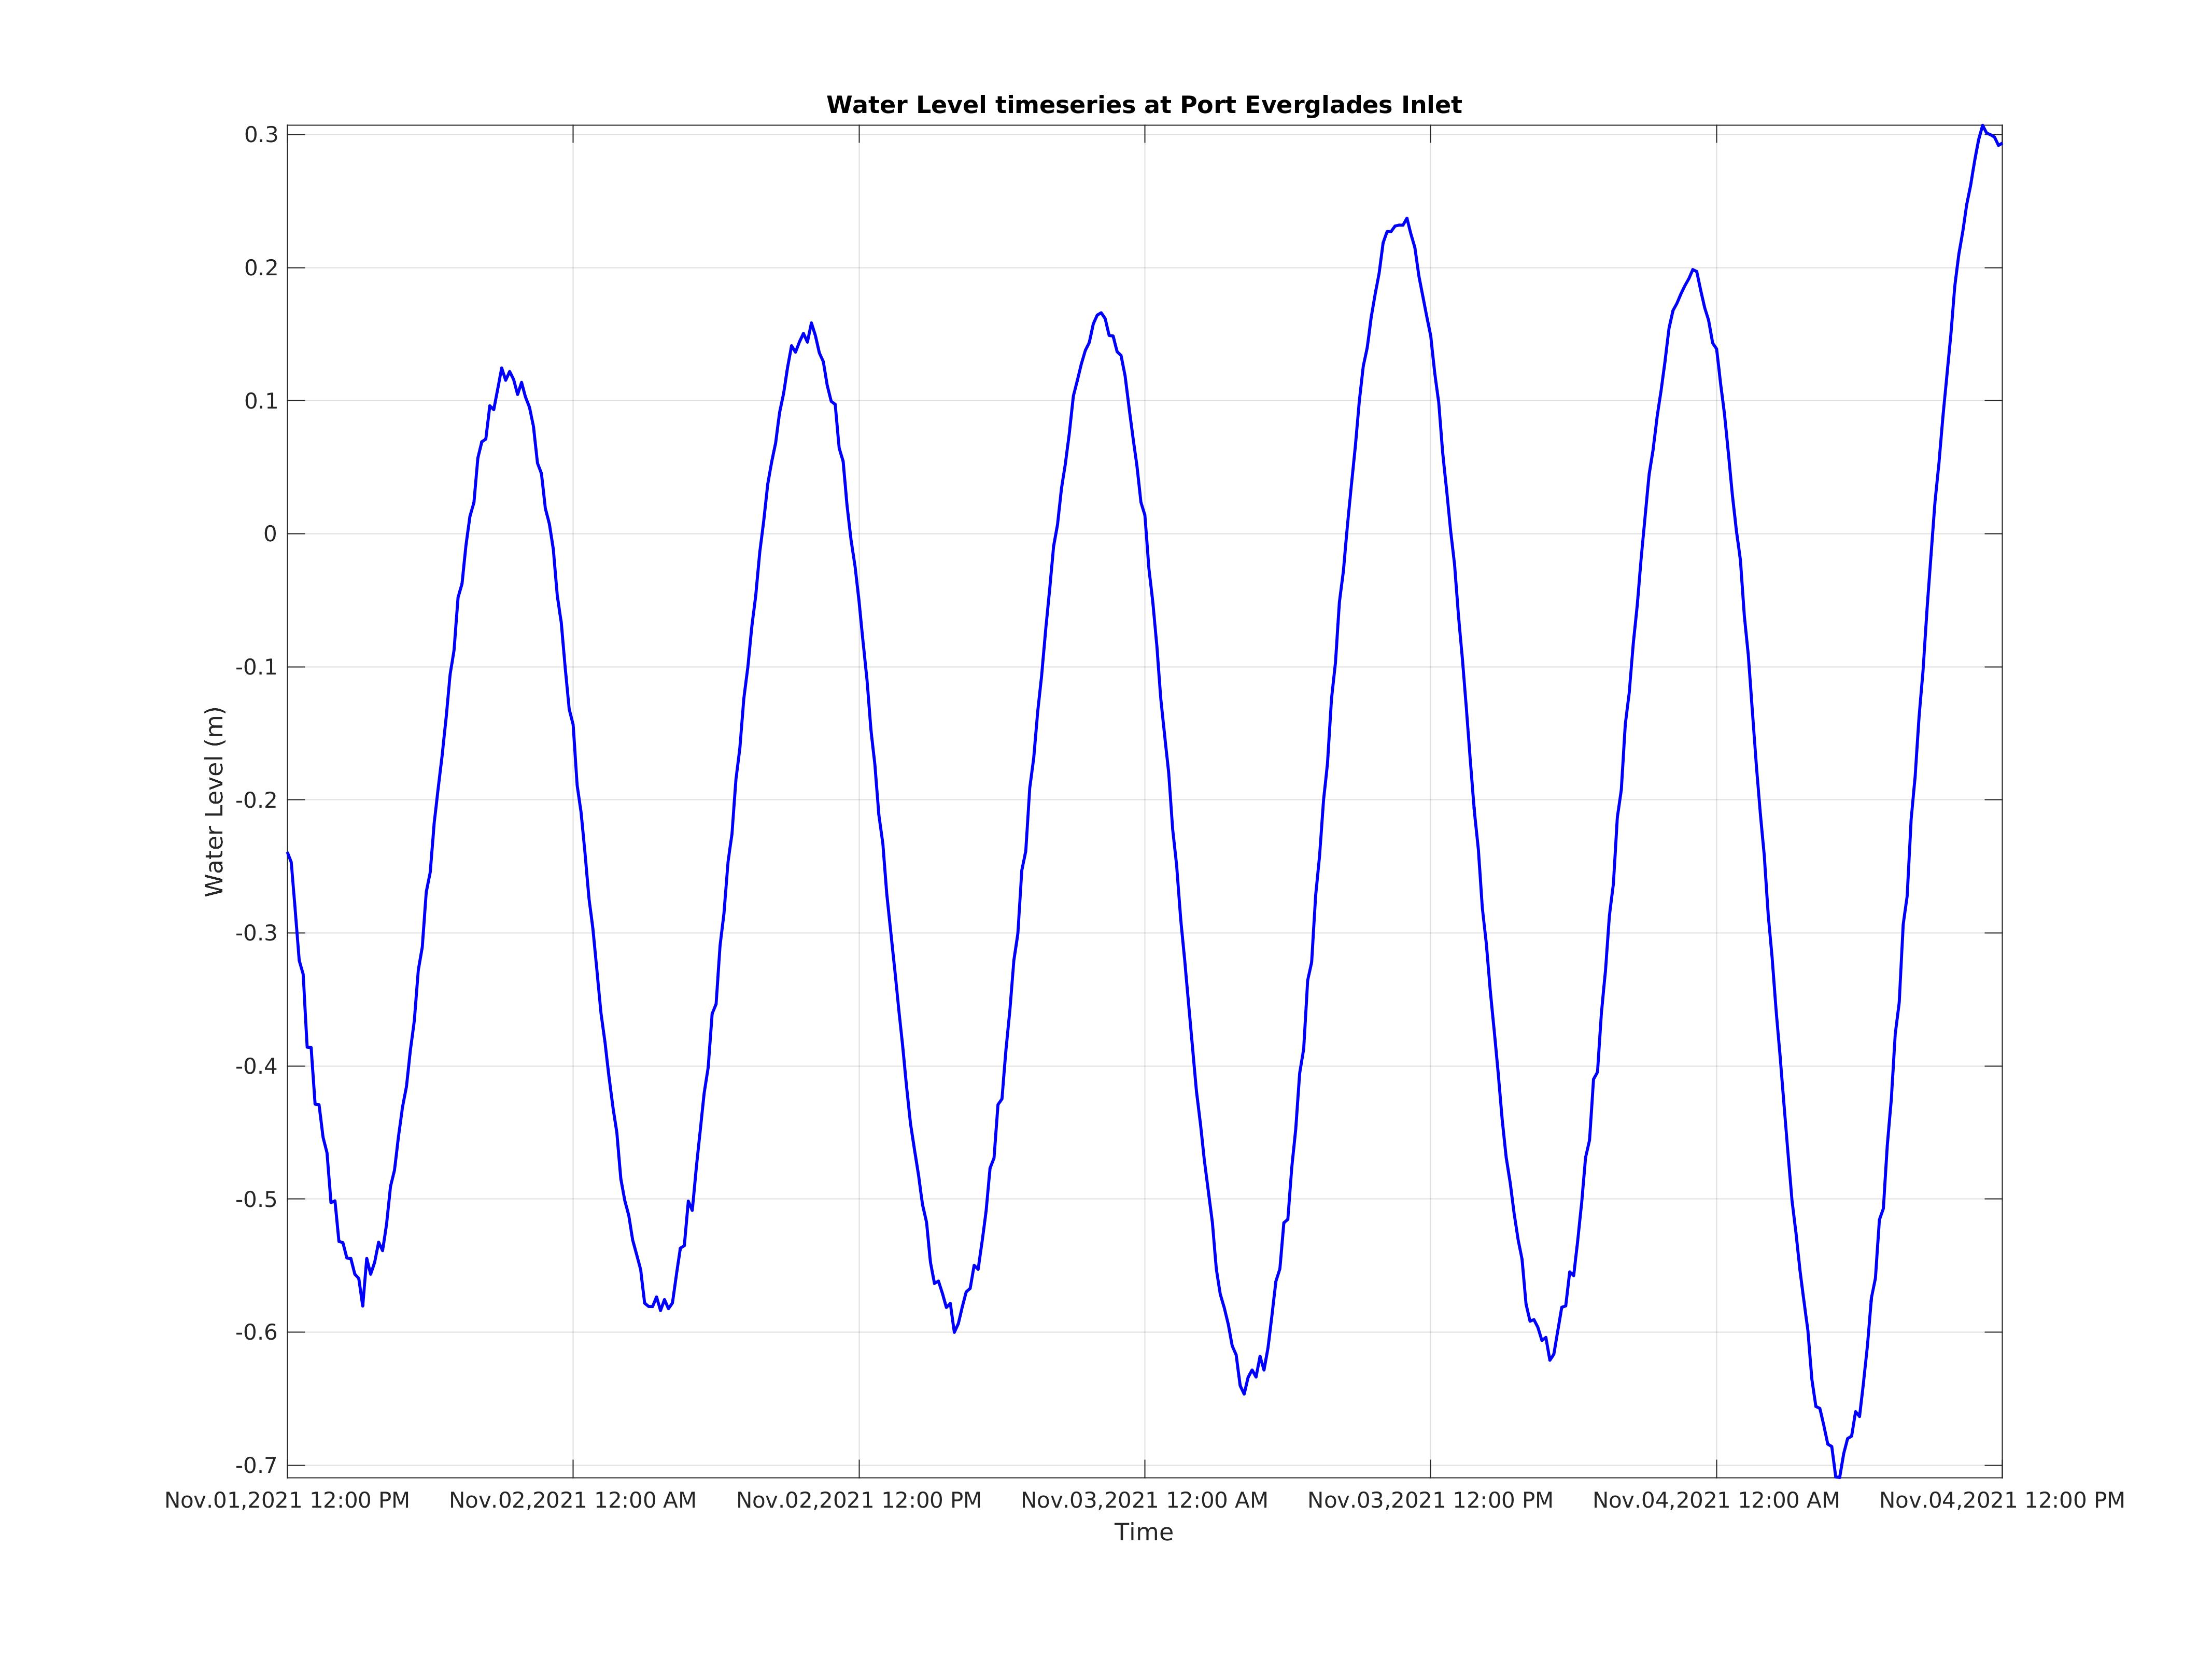 Water Level timeseries at Port Everglades Inlet
0.3
0.2
0.1
0
-0.1
-0.2
-0.3
-0.4
-0.5
-0.6
-0.7
Water Level (m)
Nov.01,2021 12:00 PM Nov.02,2021 12:00 AM Nov.02,2021 12:00 PM Nov.03,2021 12:00 AM Nov.03,2021 12:00 PM Nov.04,2021 12:00 AM Nov.04,2021 12:00 PM
Time